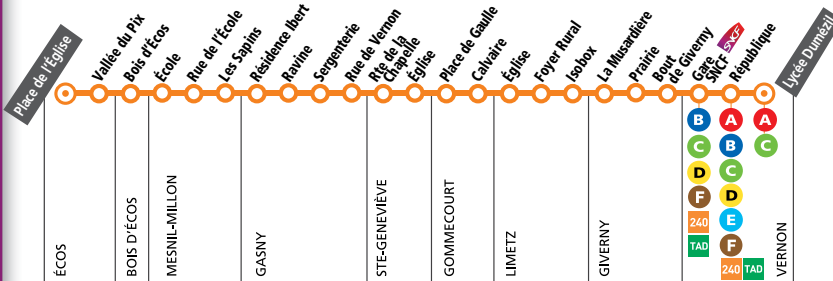 Place de l'Église
Vallée du Pix
Bois d'Écos
École
Rue de l'École
Les Sapins
Résidence Ibert
Ravine
Sergenterie
Rue de Vernon
Rte de la
Chapelle
Église
Place de Gaulle
Calvaire
Église
Foyer Rural
Isobox
La Musardière
Prairie
Bout
de Giverny
Gare
SNCF
SNCF
République
Lycée Dumézil
B
C
D
F
240
TAD
A
B
C
D
E
F
240 TAD
A
C
ÉCOS
BOIS D'ÉCOS
MESNIL-MILLON
GASNY
STE-GENEVIÈVE
GOMMECOURT
LIMETZ
GIVERNY
VERNON